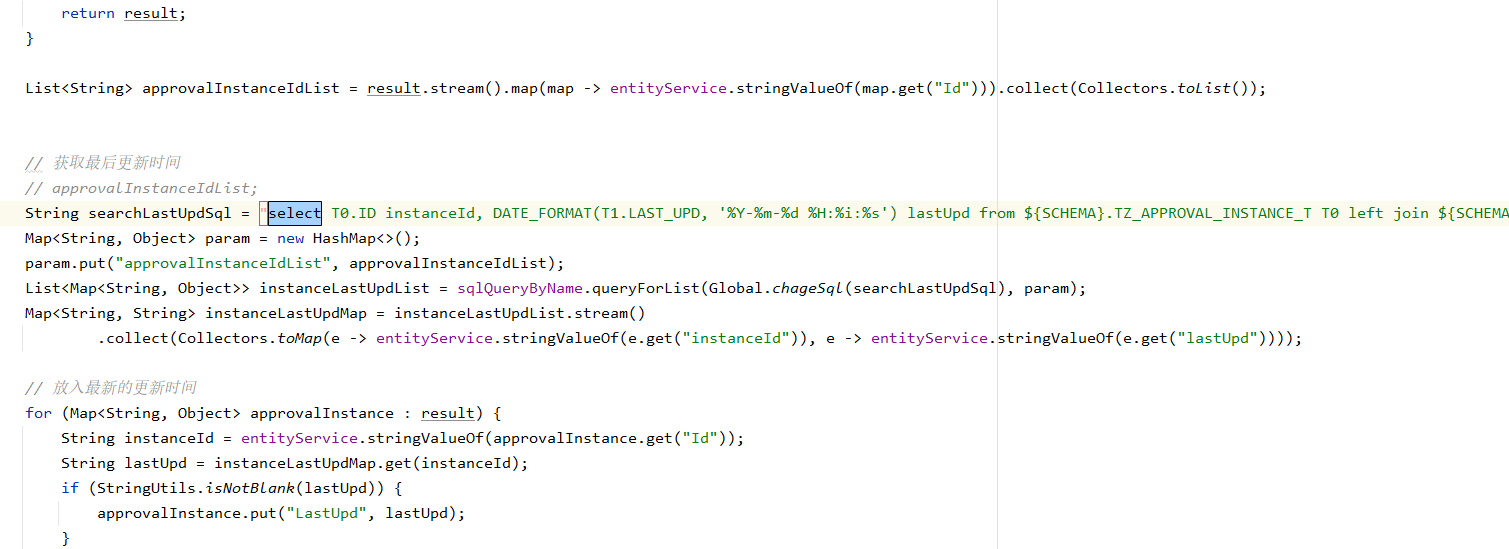 return result;
}
List<String> approvalInstanceIdList = result.stream().map(map -> entityService.stringValueOf(map.get("Id"))).collect(Collectors.toList());
// 获取最后更新时间
// approvalInstanceIdList;
String searchLastUpdSql = "select T0.ID instanceId, DATE_FORMAT(T1.LAST_UPD, '%Y-%m-%d %H:%i:%s') lastUpd from ${SCHEMA}.TZ_APPROVAL_INSTANCE_T T0 left join ${SCHEMA
Map<String, Object> param = new HashMap<>();
param.put("approvalInstanceIdList", approvalInstanceIdList);
List<Map<String, Object>> instanceLastUpdList = sqlQueryByName.queryForList(Global.chageSql(searchLastUpdSql), param);
Map<String, String> instanceLastUpdMap = instanceLastUpdList.stream()
.collect(Collectors.toMap(e -> entityService.stringValueOf(e.get("instanceId")), e -> entityService.stringValueOf(e.get("lastUpd"))));
// 放入最新的更新时间
for (Map<String, Object> approvalInstance : result) {
String instanceId = entityService.stringValueOf(approvalInstance.get("Id"));
String lastUpd = instanceLastUpdMap.get(instanceId);
if (StringUtils.isNotBlank(lastUpd)) {
approvalInstance.put("LastUpd", lastUpd);
}